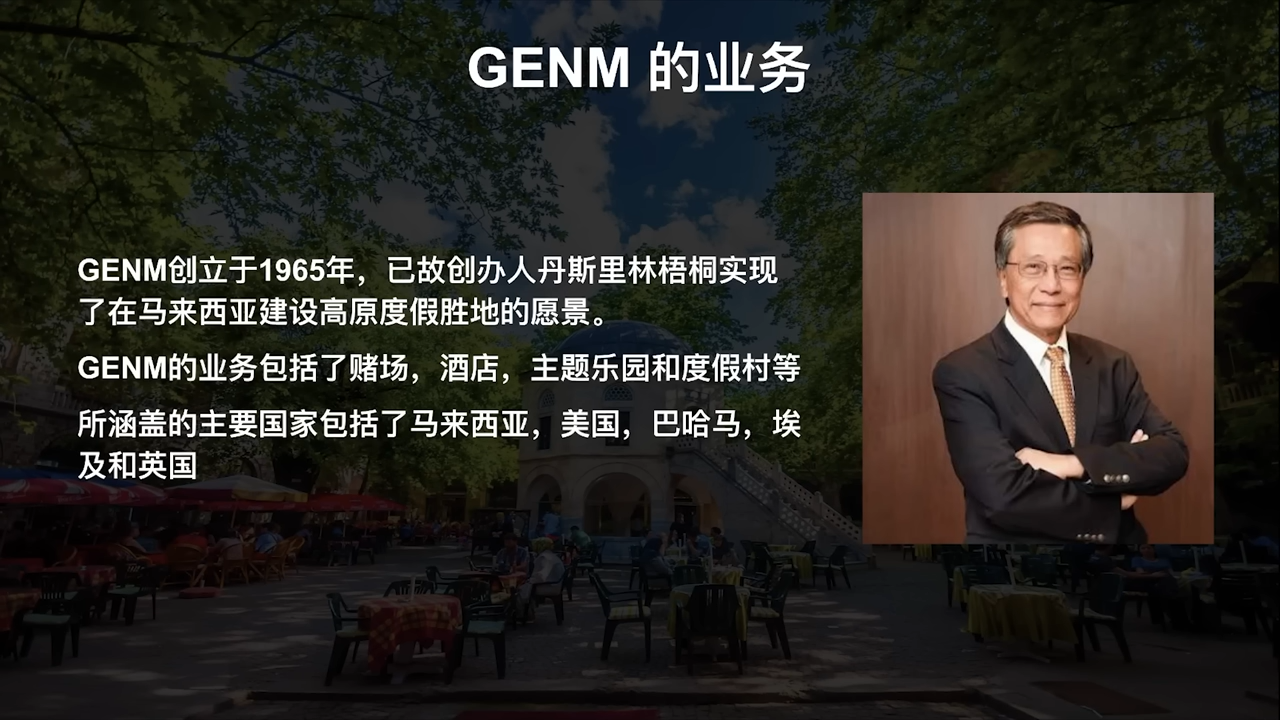 GENM 的业务
GENM创立于1965年，已故创办人丹斯里林梧桐实现
了在马来西亚建设高原度假胜地的愿景。
GENM的业务包括了赌场，酒店，主题乐园和度假村等
所涵盖的主要国家包括了马来西亚，美国，巴哈马，埃
及和英国